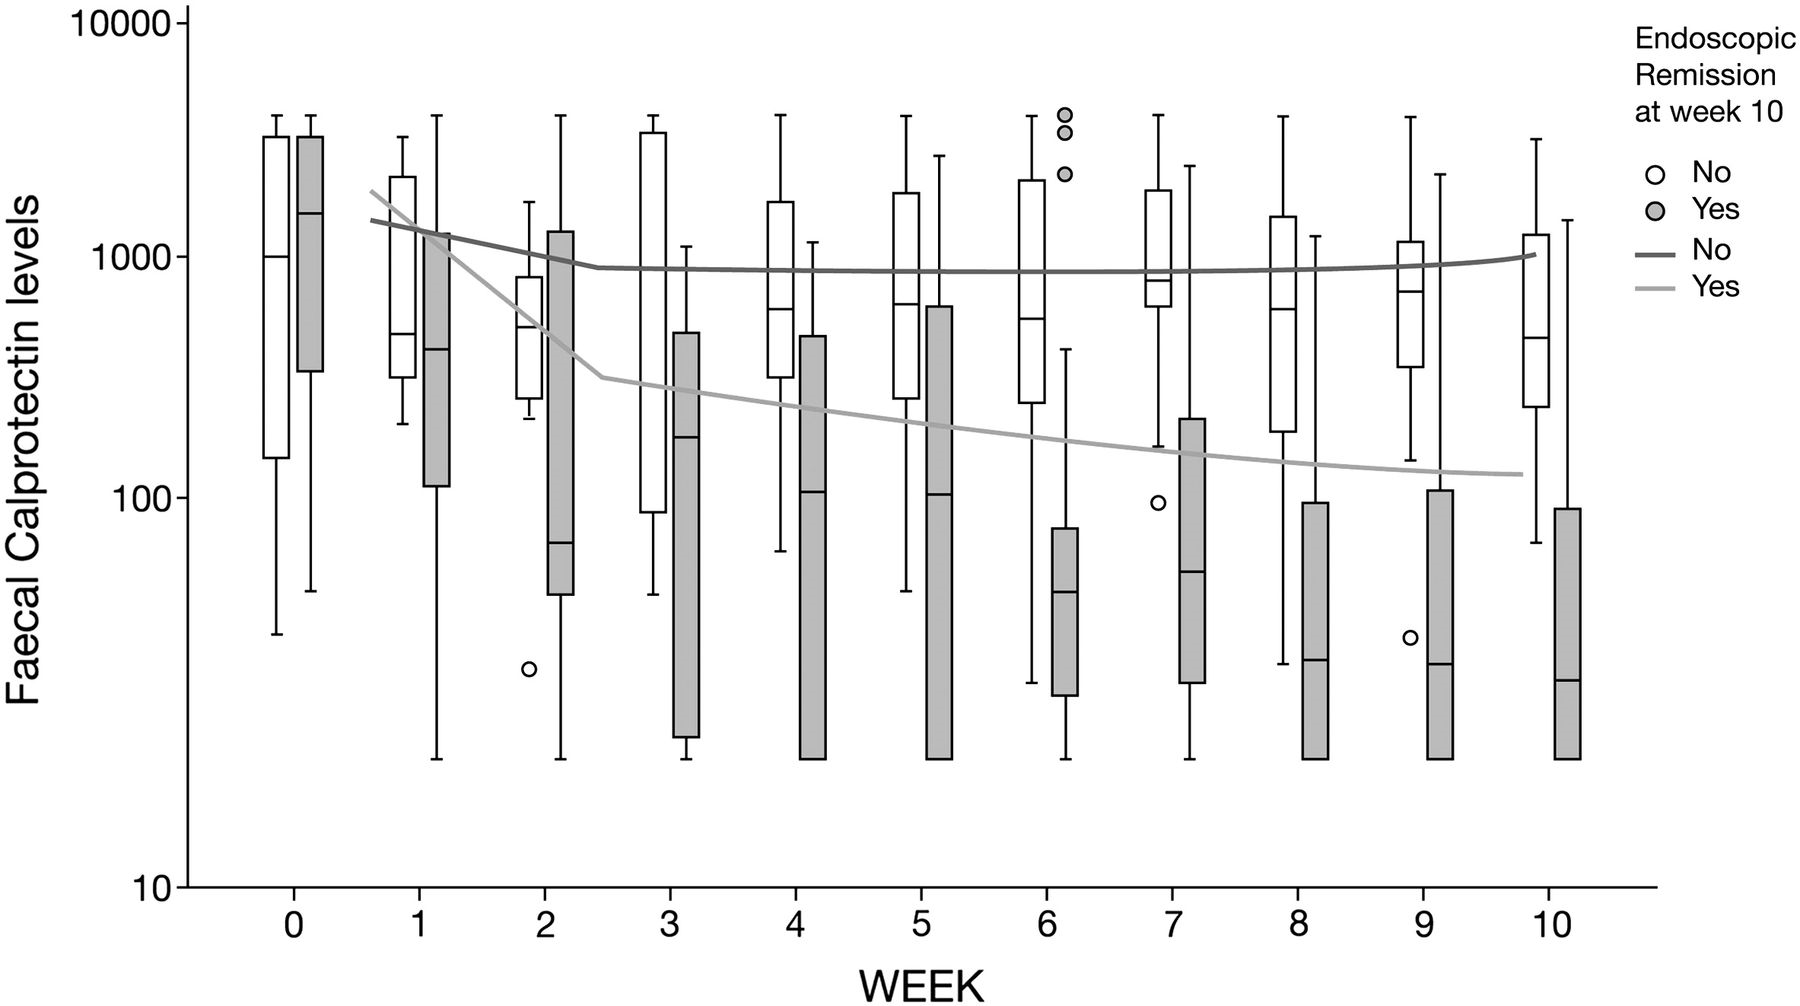 10000
1000
100
10
Faecal Calprotectin levels
0 1 2 3 4 5 6 7 8 9 10
WEEK
Endoscopic
Remission
at week 10
No
Yes
No
Yes